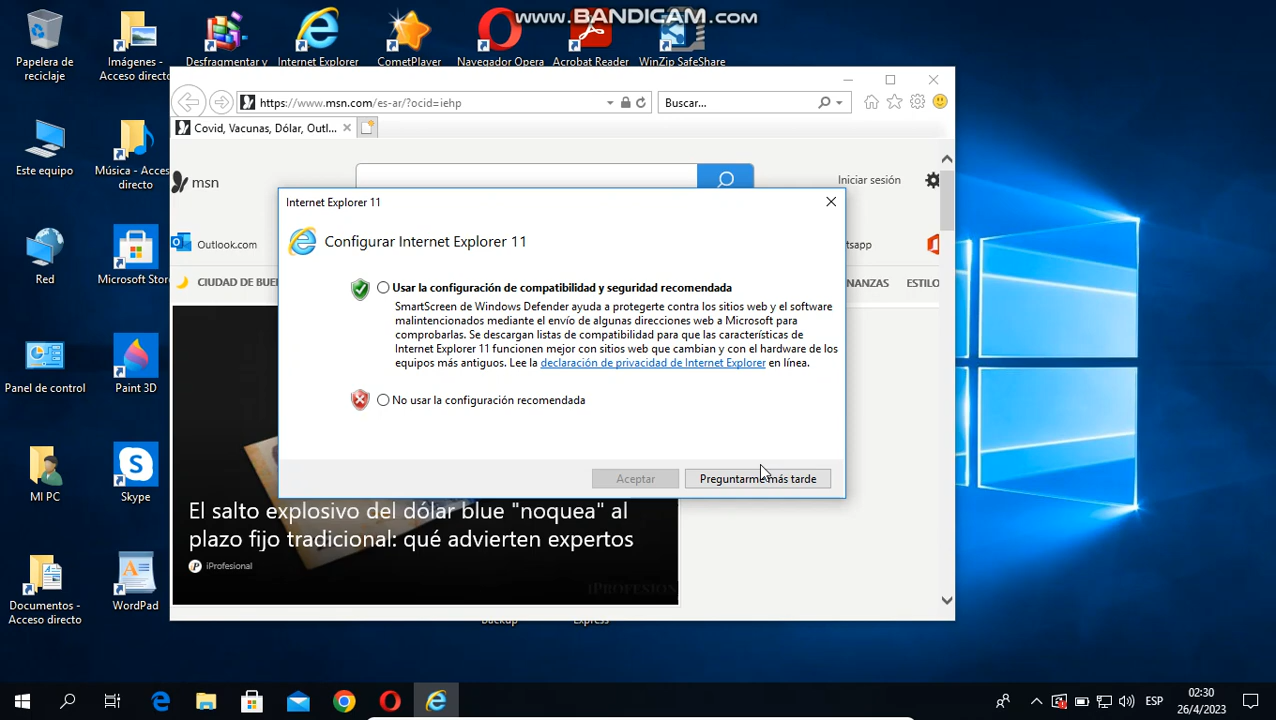 www.BANDICAM.com
Papelera de
reciclaje
Imágenes -
Acceso directo
Desfragmentar y
Internet Explorer
CometPlayer
Navegador Opera
Acrobat Reader
WinZip SafeShare
https://www.msn.com/es-ar/?ocid=iehp
Buscar...
Covid, Vacunas, Dólar, Outl...
Este equipo
Música - Acceso
directo
msn
Iniciar sesión
Internet Explorer 11
Configurar Internet Explorer 11
Outlook.com
tsapp
Red
Microsoft Store
CIUDAD DE BUEN
NANZAS
ESTILO
Usar la configuración de compatibilidad y seguridad recomendada
SmartScreen de Windows Defender ayuda a protegerte contra los sitios web y el software
malintencionados mediante el envío de algunas direcciones web a Microsoft para
comprobarlas. Se descargan listas de compatibilidad para que las características de
Internet Explorer 11 funcionen mejor con sitios web que cambian y con el hardware de los
equipos más antiguos. Lee la declaración de privacidad de Internet Explorer en línea.
No usar la configuración recomendada
Panel de control
Paint 3D
Aceptar
Preguntarme más tarde
MI PC
Skype
El salto explosivo del dólar blue "noquea" al
plazo fijo tradicional: qué advierten expertos
iProfesional
Documentos -
Acceso directo
WordPad
Backup
Express
ESP
02:30
26/4/2023